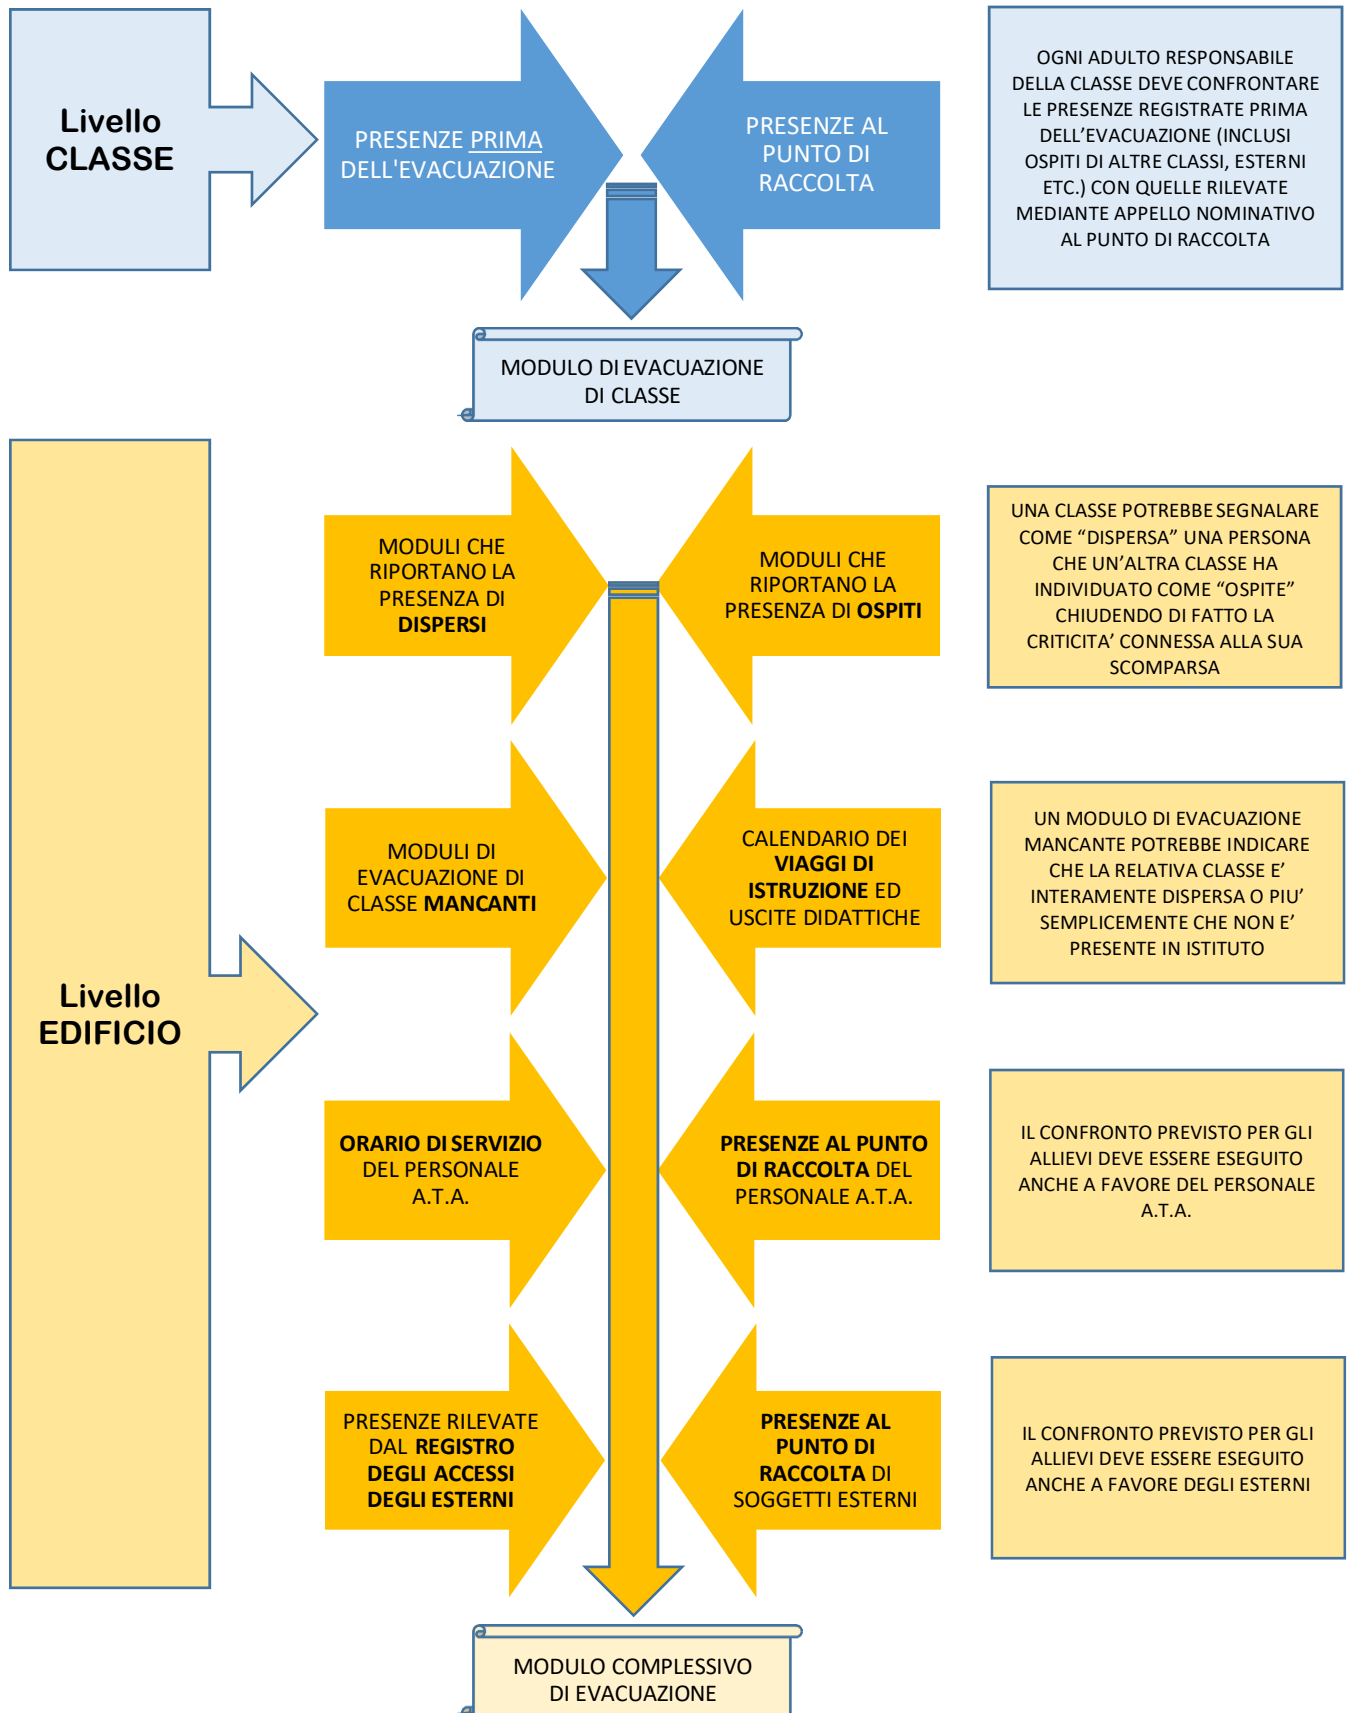 Livello
CLASSE
PRESENZE PRIMA
DELL'EVACUAZIONE
PRESENZE AL
PUNTO DI
RACCOLTA
OGNI ADULTO RESPONSABILE
DELLA CLASSE DEVE CONFRONTARE
LE PRESENZE REGISTRATE PRIMA
DELL’EVACUAZIONE (INCLUSI
OSPITI DI ALTRE CLASSI, ESTERNI
ETC.) CON QUELLE RILEVATE
MEDIANTE APPELLO NOMINATIVO
AL PUNTO DI RACCOLTA
MODULO DI EVACUAZIONE
DI CLASSE
Livello
EDIFICIO
MODULI CHE
RIPORTANO LA
PRESENZA DI
DISPERSI
MODULI CHE
RIPORTANO LA
PRESENZA DI OSPITI
UNA CLASSE POTREBBE SEGNALARE
COME “DISPERSA” UNA PERSONA
CHE UN’ALTRA CLASSE HA
INDIVIDUATO COME “OSPITE”
CHIUDENDO DI FATTO LA
CRITICITA’ CONNESSA ALLA SUA
SCOMPARSA
MODULI DI
EVACUAZIONE DI
CLASSE MANCANTI
CALENDARIO DEI
VIAGGI DI
ISTRUZIONE ED
USCITE DIDATTICHE
UN MODULO DI EVACUAZIONE
MANCANTE POTREBBE INDICARE
CHE LA RELATIVA CLASSE E’
INTERAMENTE DISPERSA O PIU’
SEMPLICEMENTE CHE NON E’
PRESENTE IN ISTITUTO
ORARIO DI SERVIZIO
DEL PERSONALE
A.T.A.
PRESENZE AL PUNTO
DI RACCOLTA DEL
PERSONALE A.T.A.
IL CONFRONTO PREVISTO PER GLI
ALLIEVI DEVE ESSERE ESEGUITO
ANCHE A FAVORE DEL PERSONALE
A.T.A.
PRESENZE RILEVATE
DAL REGISTRO
DEGLI ACCESSI
DEGLI ESTERNI
PRESENZE AL
PUNTO DI
RACCOLTA DI
SOGGETTI ESTERNI
IL CONFRONTO PREVISTO PER GLI
ALLIEVI DEVE ESSERE ESEGUITO
ANCHE A FAVORE DEGLI ESTERNI
MODULO COMPLESSIVO
DI EVACUAZIONE